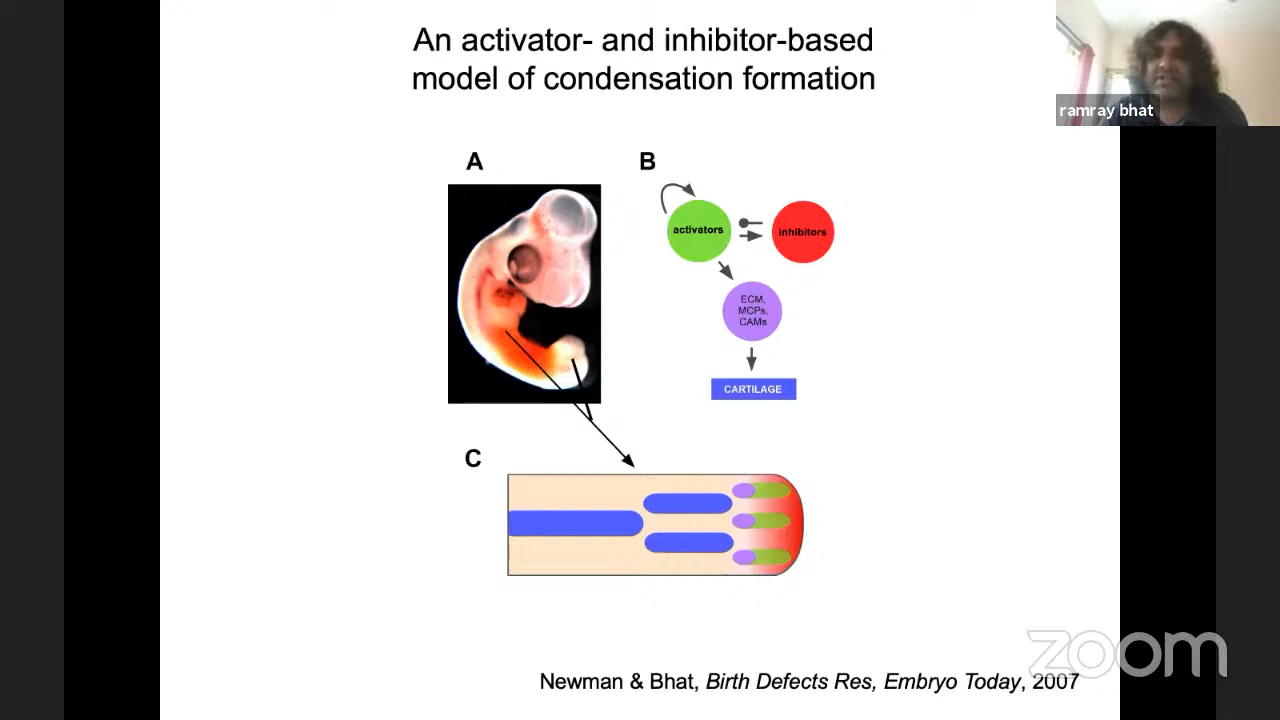 An activator- and inhibitor-based
model of condensation formation
ramray bhat
A
B
activators
inhibitors
ECM,
MCPs,
CAMs
CARTILAGE
C
zoom
Newman & Bhat, Birth Defects Res, Embryo Today, 2007